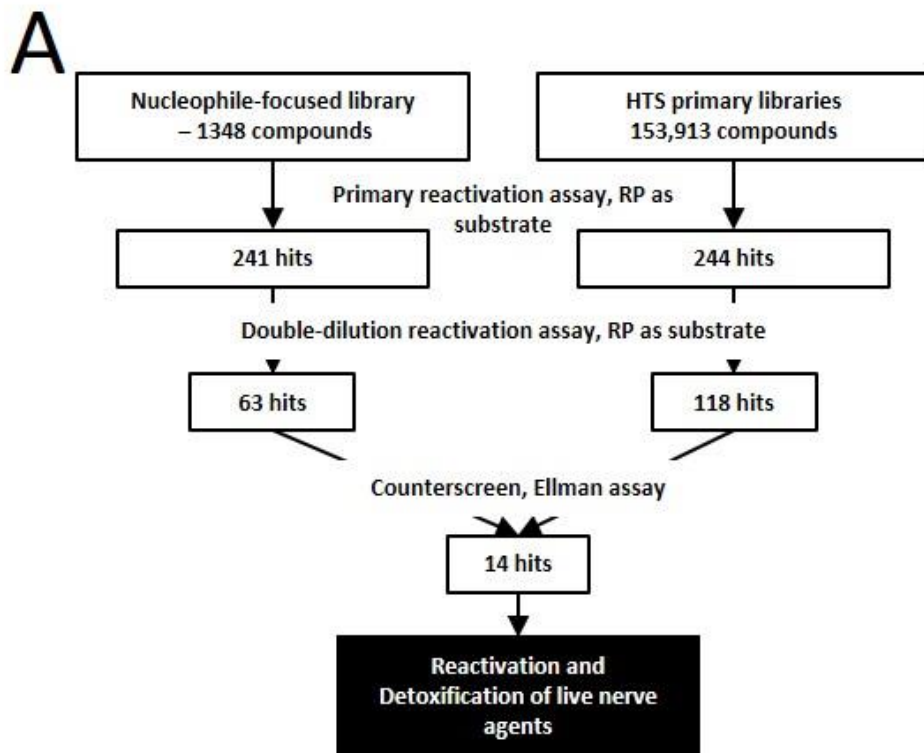 A
Nucleophile-focused library
– 1348 compounds
HTS primary libraries
153,913 compounds
Primary reactivation assay, RP as
substrate
241 hits
244 hits
Double-dilution reactivation assay, RP as substrate
63 hits
118 hits
Counterscreen, Ellman assay
14 hits
Reactivation and
Detoxification of live nerve
agents